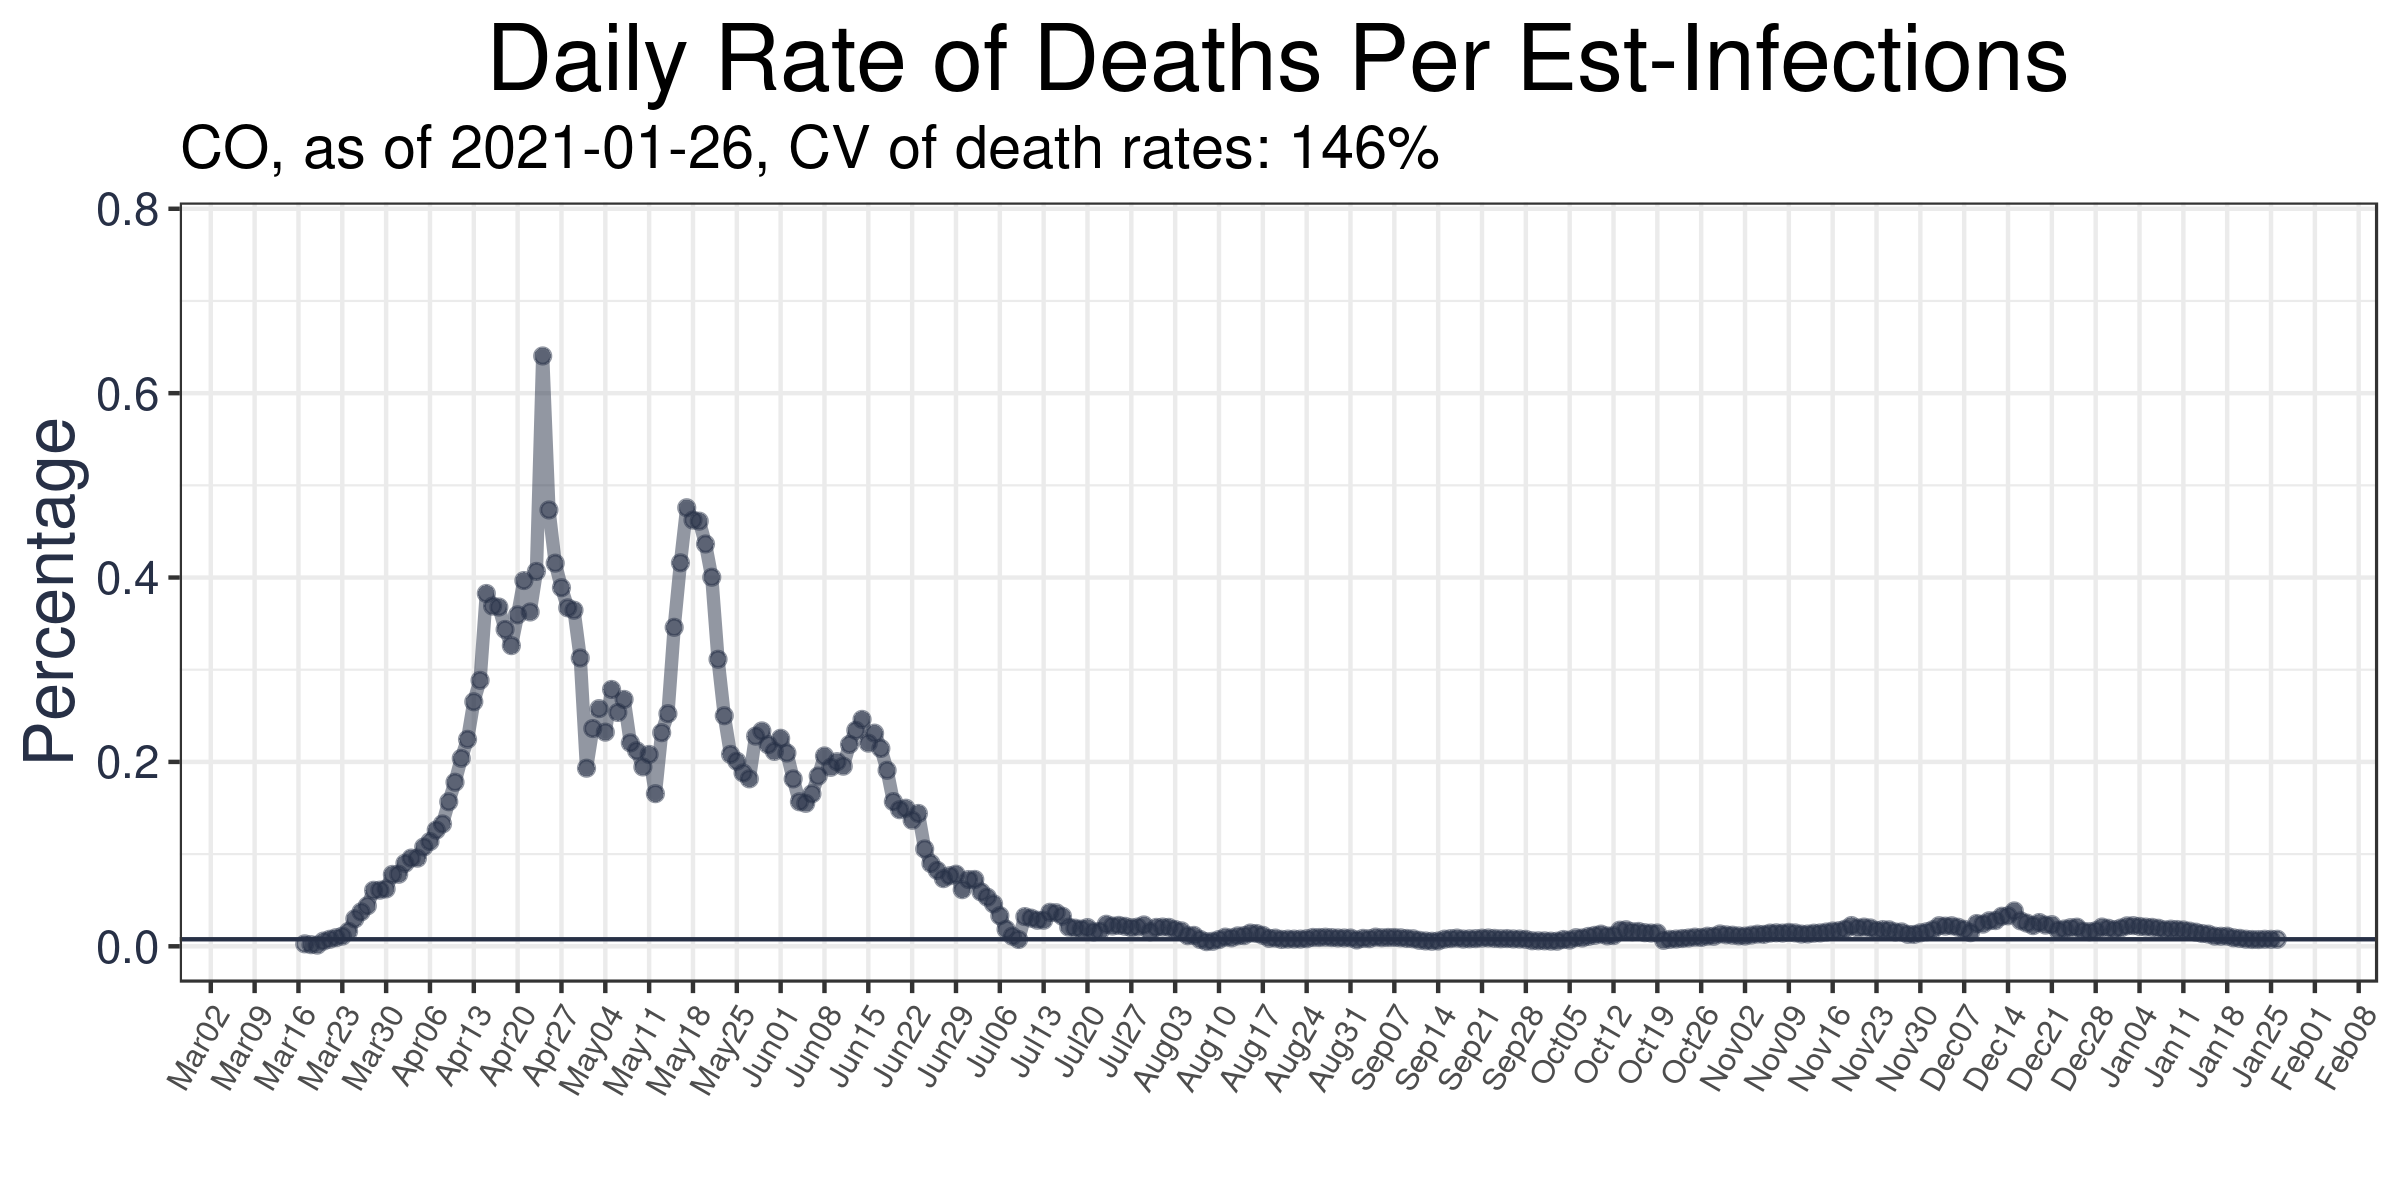 Daily Rate of Deaths Per Est-Infections
CO, as of 2021-01-26, CV of death rates: 146%
Percentage
0.8
0.6
0.4
0.2
0.0
Mar02 Mar09 Mar16 Mar23 Mar30 Apr06 Apr13 Apr20 Apr27 May04 May11 May18 May25 Jun01 Jun08 Jun15 Jun22 Jun29 Jul06 Jul13 Jul20 Jul27 Aug03 Aug10 Aug17 Aug24 Aug31 Sep07 Sep14 Sep21 Sep28 Oct05 Oct12 Oct19 Oct26 Nov02 Nov09 Nov16 Nov23 Nov30 Dec07 Dec14 Dec21 Dec28 Jan04 Jan11 Jan18 Jan25 Feb01 Feb08